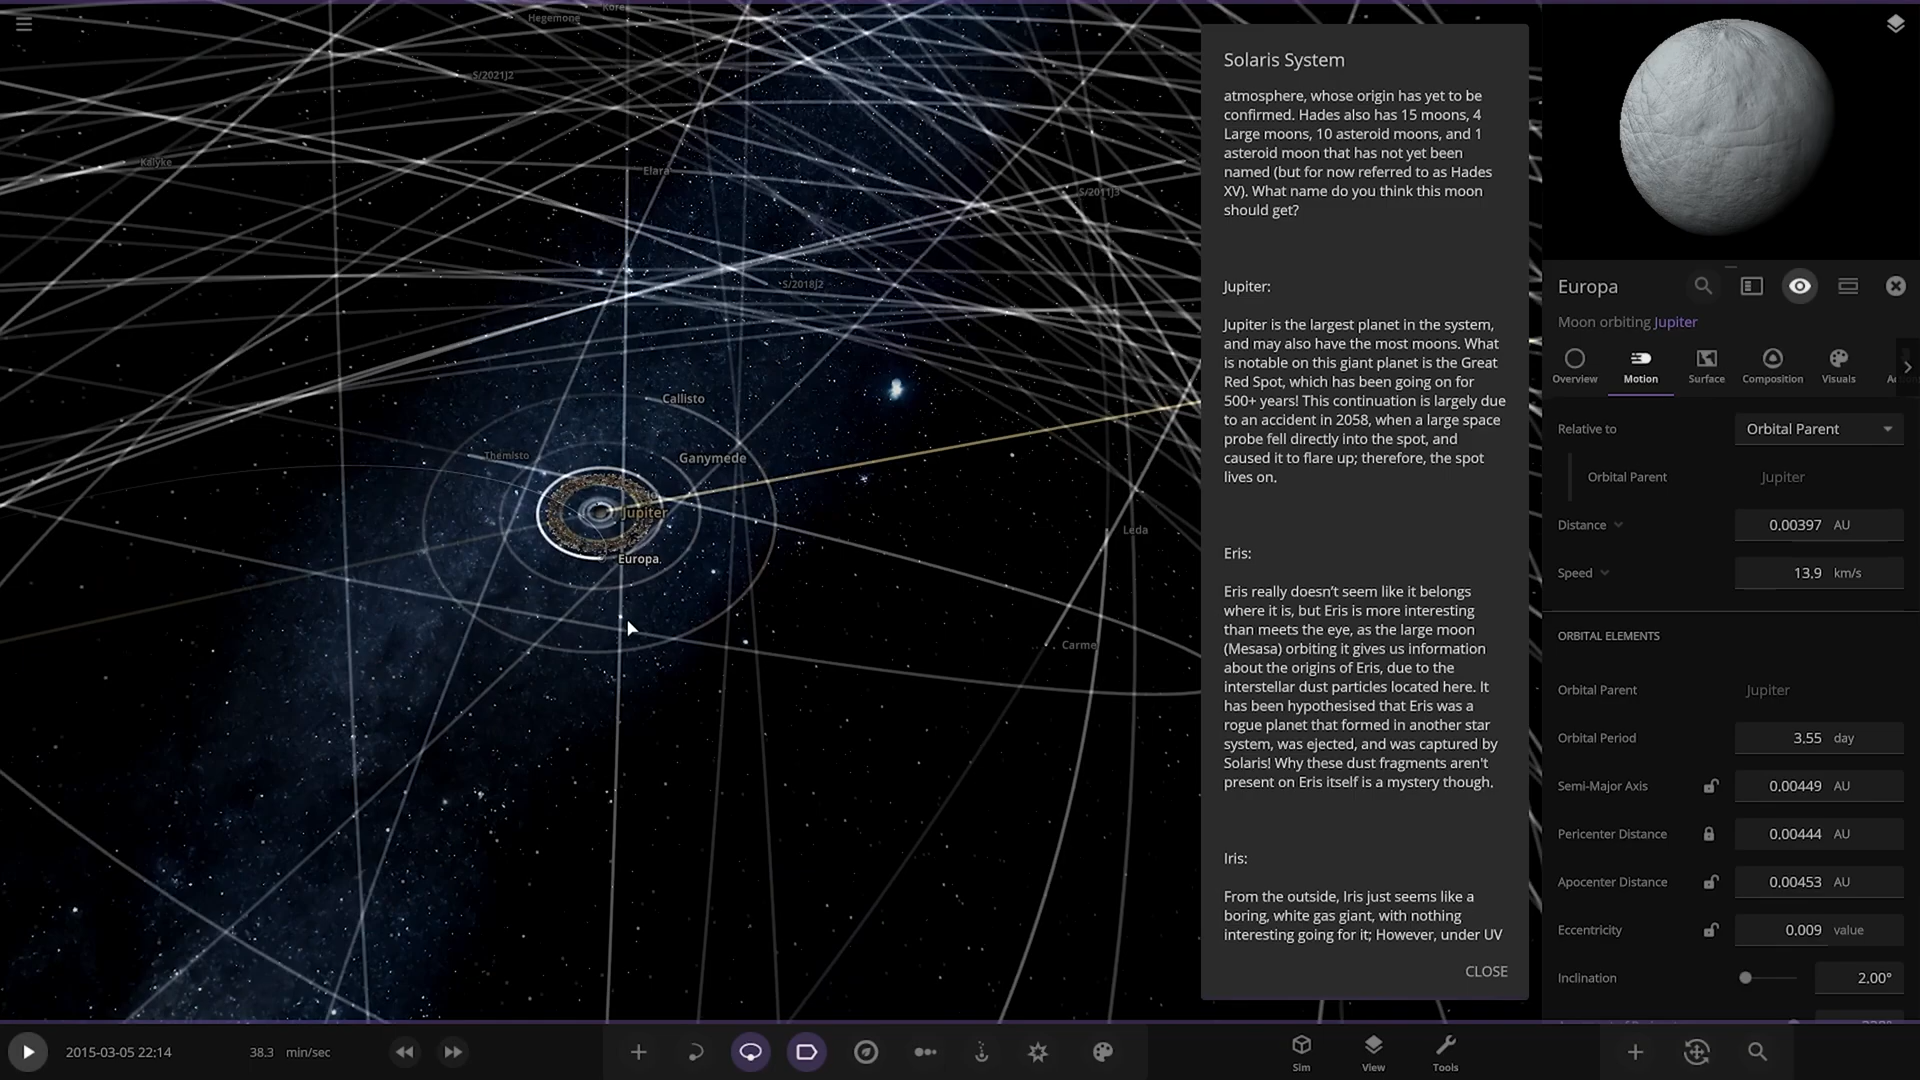 Hegemone
Kore
S/2021J2
Kalyke
Elara
S/2011J3
S/2018J2
Callisto
Themisto
Ganymede
Jupiter
Leda
Europa
Carme
Solaris System
atmosphere, whose origin has yet to be
confirmed. Hades also has 15 moons, 4
Large moons, 10 asteroid moons, and 1
asteroid moon that has not yet been
named (but for now referred to as Hades
XV). What name do you think this moon
should get?
Jupiter:
Jupiter is the largest planet in the system,
and may also have the most moons. What
is notable on this giant planet is the Great
Red Spot, which has been going on for
500+ years! This continuation is largely due
to an accident in 2058, when a large space
probe fell directly into the spot, and
caused it to flare up; therefore, the spot
lives on.
Eris:
Eris really doesn't seem like it belongs
where it is, but Eris is more interesting
than meets the eye, as the large moon
(Mesasa) orbiting it gives us information
about the origins of Eris, due to the
interstellar dust particles located here. It
has been hypothesised that Eris was a
rogue planet that formed in another star
system, was ejected, and was captured by
Solaris! Why these dust fragments aren't
present on Eris itself is a mystery though.
Iris:
From the outside, Iris just seems like a
boring, white gas giant, with nothing
interesting going for it; However, under UV
CLOSE
Europa
Moon orbiting Jupiter
Overview Motion Surface Composition Visuals
Relative to Orbital Parent
Orbital Parent Jupiter
Distance 0.00397 AU
Speed 13.9 km/s
ORBITAL ELEMENTS
Orbital Parent Jupiter
Orbital Period 3.55 day
Semi-Major Axis 0.00449 AU
Pericenter Distance 0.00444 AU
Apocenter Distance 0.00453 AU
Eccentricity 0.009 value
Inclination 2.00°
2015-03-05 22:14 38.3 min/sec
Sim View Tools